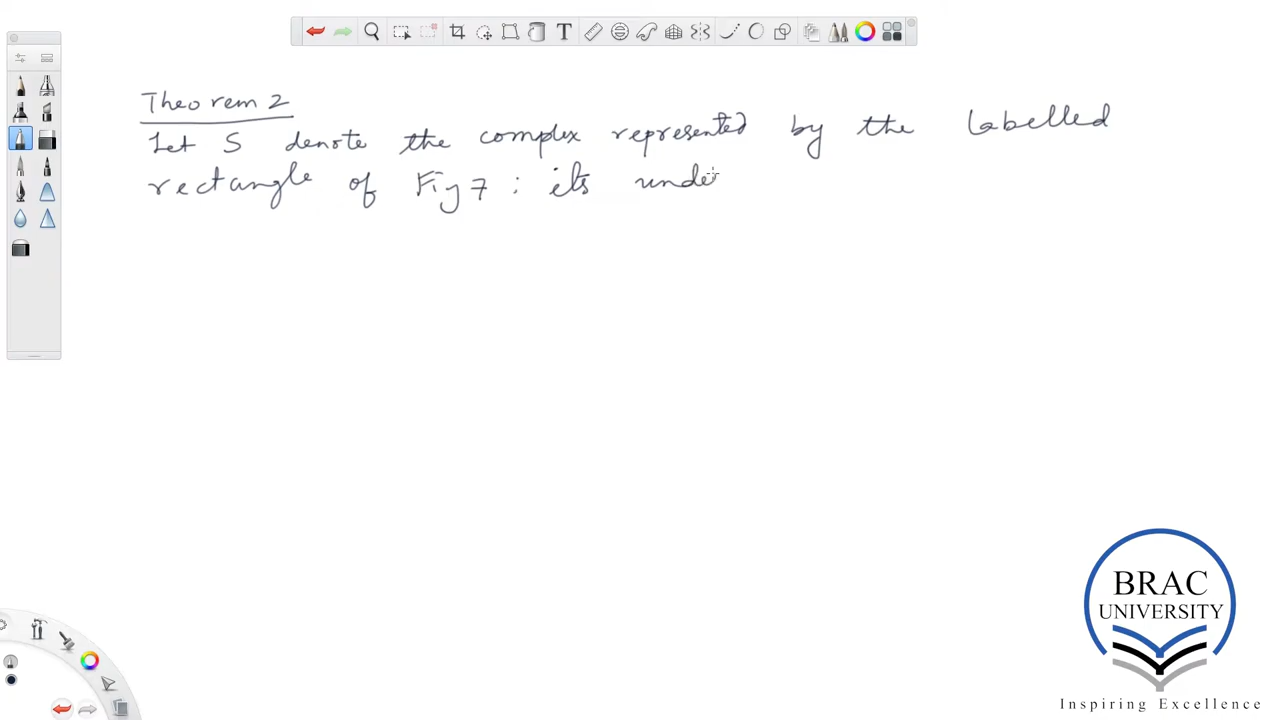 Theorem 2
Let S denote the complex represented by the labelled
rectangle of Fig 7 : its unde
BRAC
UNIVERSITY
Inspiring Excellence